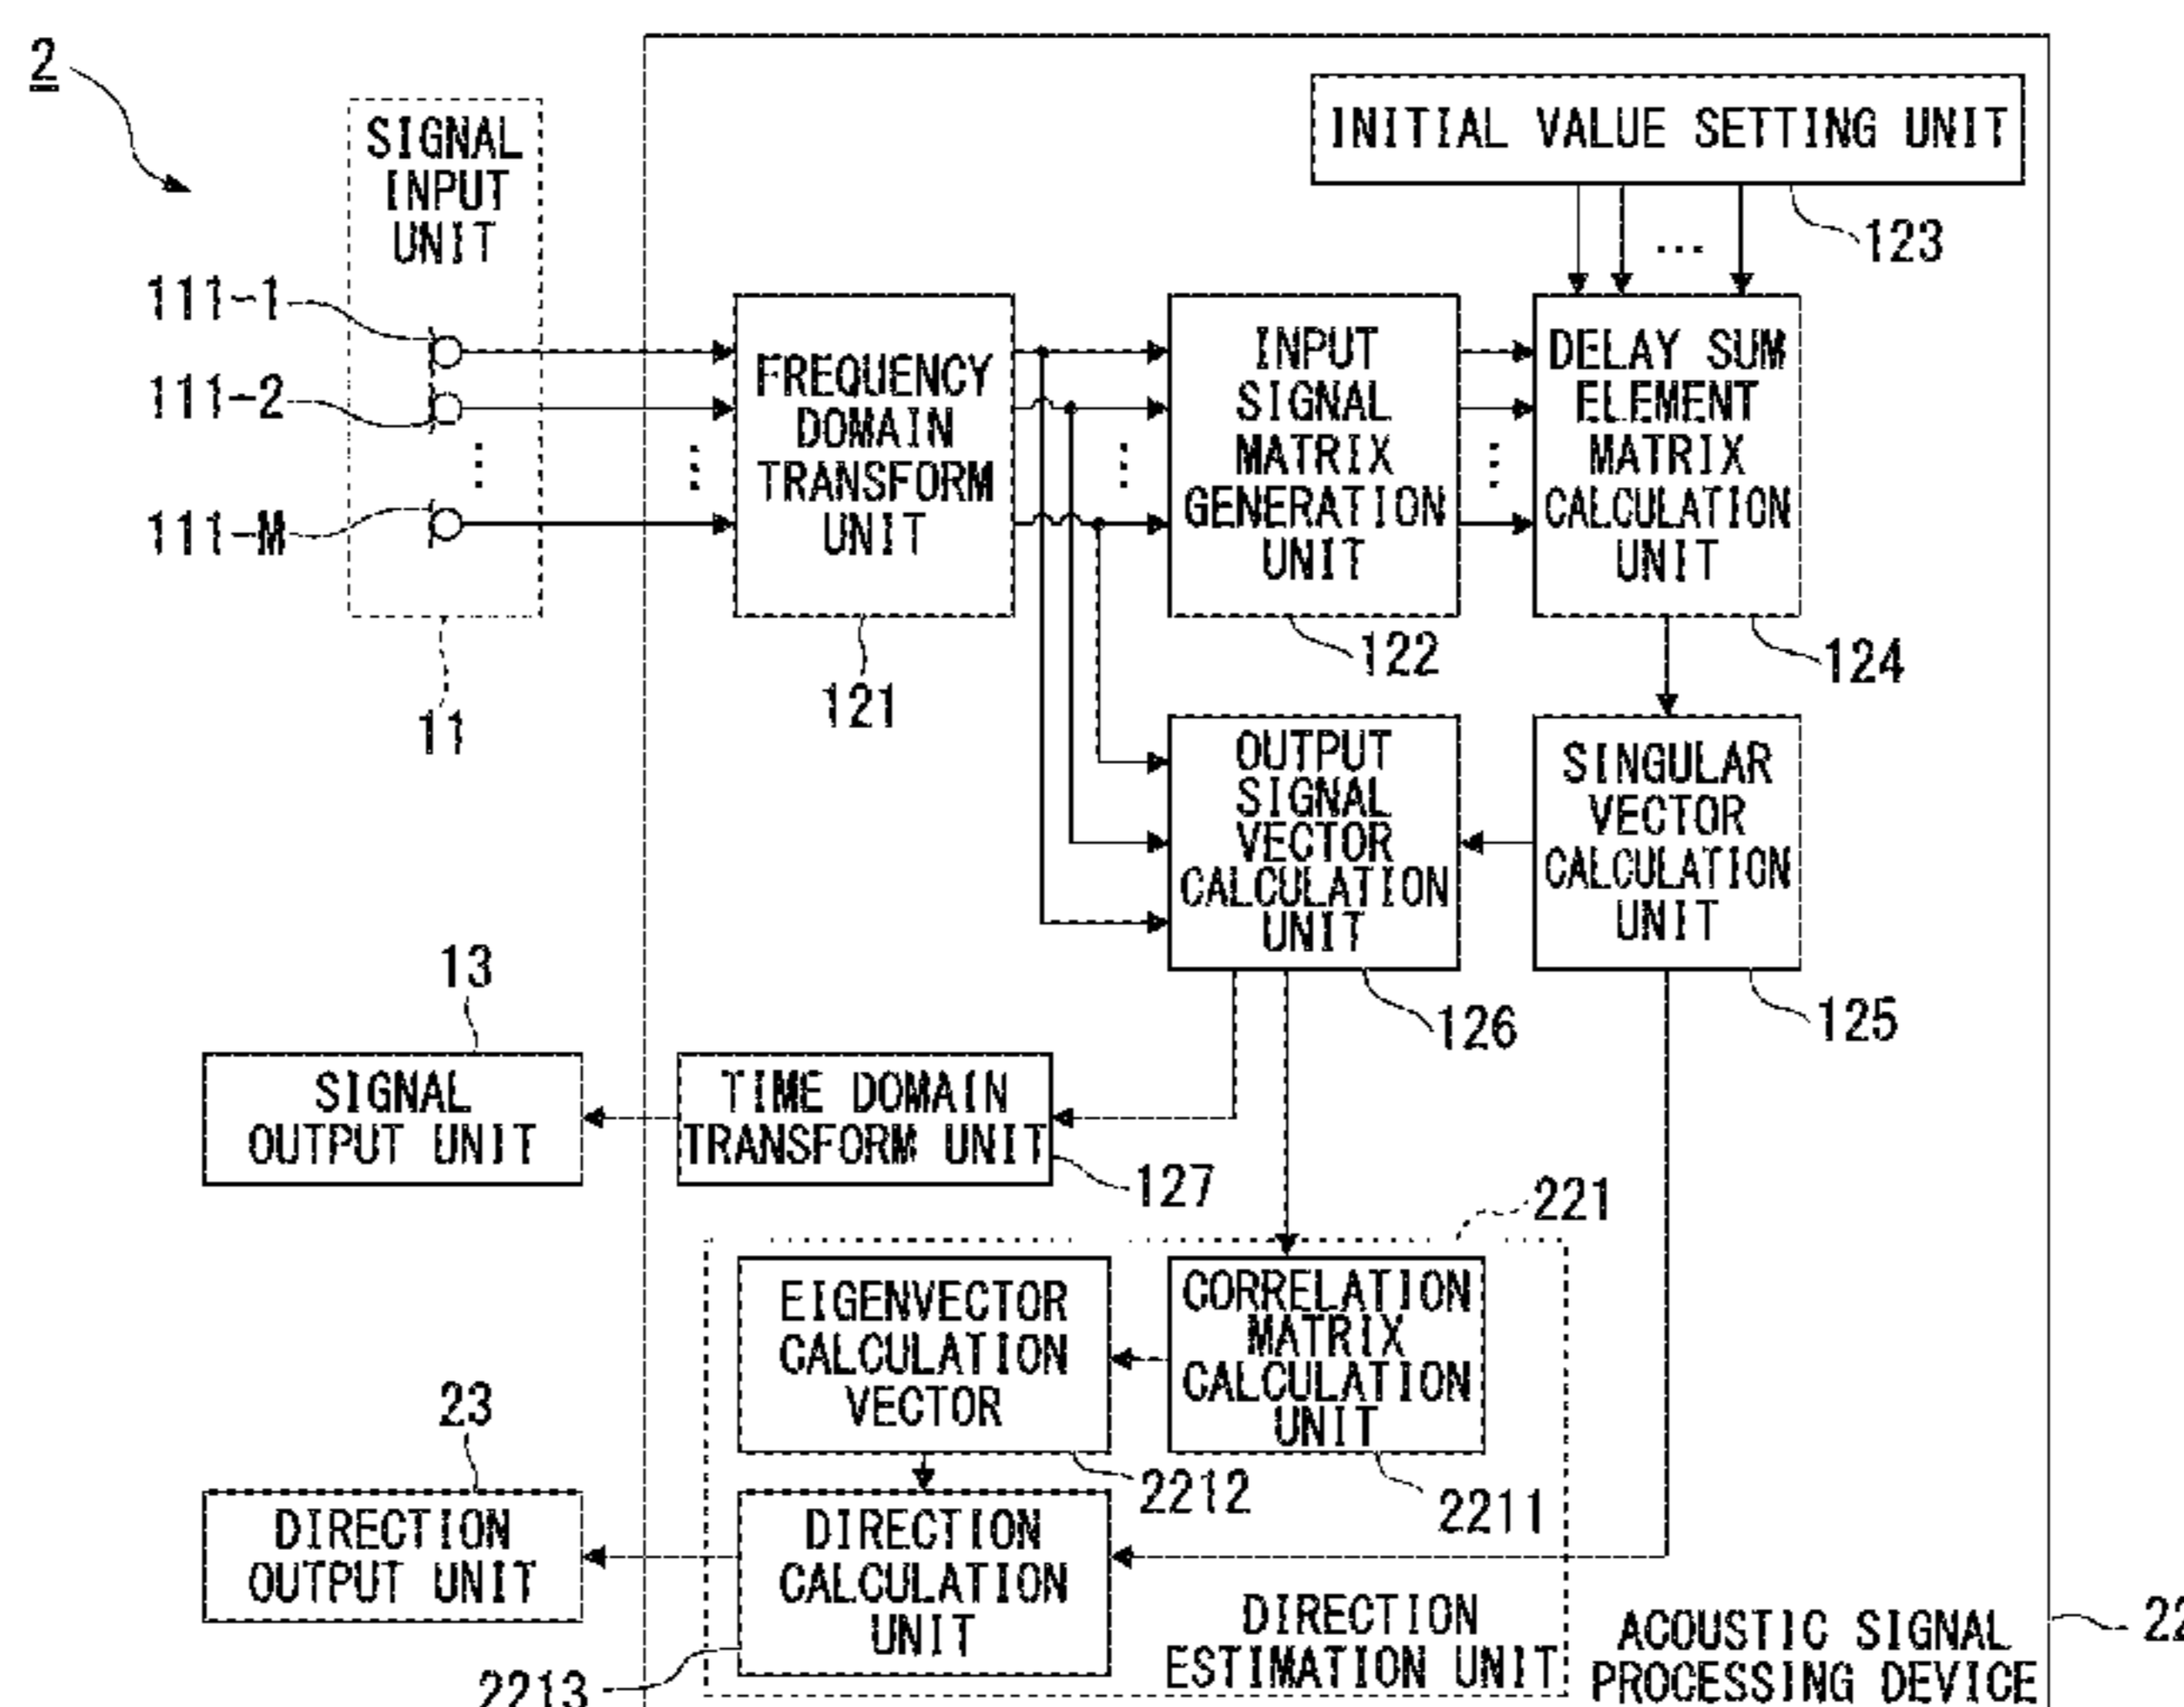 2
SIGNAL
INPUT
UNIT
INITIAL VALUE SETTING UNIT
123
111-1
111-2
111-M
11
FREQUENCY
DOMAIN
TRANSFORM
UNIT
121
INPUT
SIGNAL
MATRIX
GENERATION
UNIT
122
DELAY SUM
ELEMENT
MATRIX
CALCULATION
UNIT
124
OUTPUT
SIGNAL
VECTOR
CALCULATION
UNIT
126
SINGULAR
VECTOR
CALCULATION
UNIT
125
13
SIGNAL
OUTPUT UNIT
TIME DOMAIN
TRANSFORM UNIT
127
221
EIGENVECTOR
CALCULATION
VECTOR
2212
CORRELATION
MATRIX
CALCULATION
UNIT
2211
23
DIRECTION
OUTPUT UNIT
DIRECTION
CALCULATION
UNIT
2213
DIRECTION
ESTIMATION UNIT
ACOUSTIC SIGNAL
PROCESSING DEVICE
22